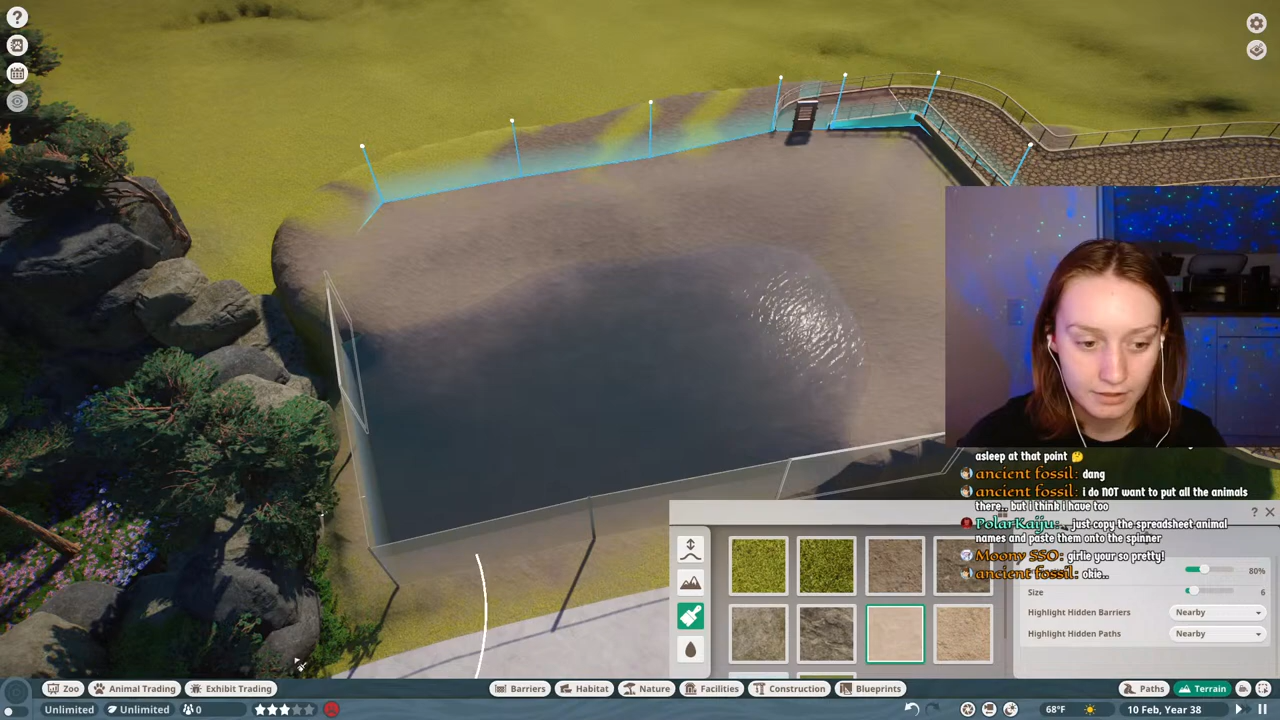 asleep at that point 🤔
ancient fossil: dang
ancient fossil: i do NOT want to put all the animals
there.. but i think i have too
PolarKaiju: just copy the spreadsheet animal
names and paste them onto the spinner
Moony SSO: girlie your so pretty!
ancient fossil: okie..
80%
Size
6
Highlight Hidden Barriers
Nearby
Highlight Hidden Paths
Nearby
Zoo
Animal Trading
Exhibit Trading
Barriers
Habitat
Nature
Facilities
Construction
Blueprints
Paths
Terrain
Unlimited
Unlimited
0
68°F
10 Feb, Year 38